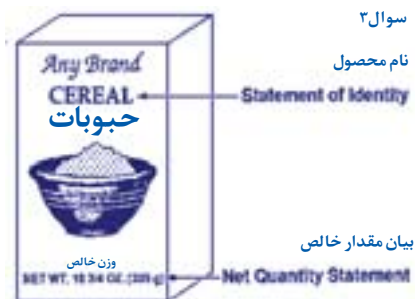 سوال۳
Any Brand
نام محصول
CEREAL
Statement of Identity
حبوبات
بیان مقدار خالص
وزن خالص
NET WT. 10 3/4 OZ. (305 g)
Net Quantity Statement